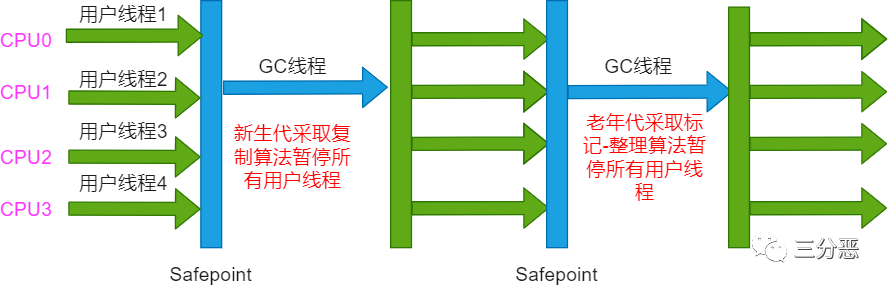 用户线程1
CPU0
用户线程2
CPU1
用户线程3
CPU2
用户线程4
CPU3
Safepoint
GC线程
新生代采取复
制算法暂停所
有用户线程
Safepoint
GC线程
老年代采取标
记-整理算法暂
停所有用户线
程
三分恶